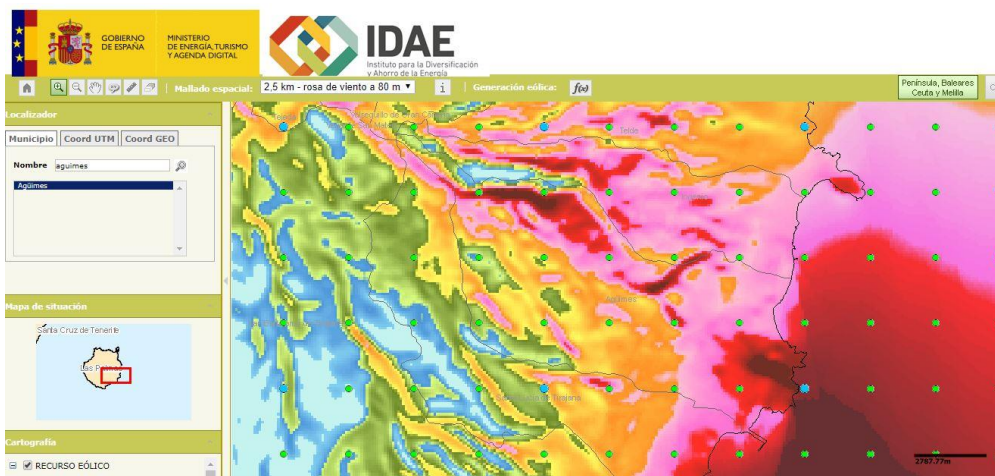 GOBIERNO
DE ESPAÑA
MINISTERIO
DE ENERGÍA, TURISMO
Y AGENDA DIGITAL
IDAE
Instituto para la Diversificación
y Ahorro de la Energía
Mallado espacial:
2,5 km - rosa de viento a 80 m
i
Generación eólica:
f(x)
Península, Baleares
Ceuta y Melilla
Localizador
Municipio
Coord UTM
Coord GEO
Nombre
aguimes
Agüimes
Mapa de situación
Santa Cruz de Tenerife
Las Palmas
Cartografía
RECURSO EÓLICO
Telde
Agüimes
2787.77m